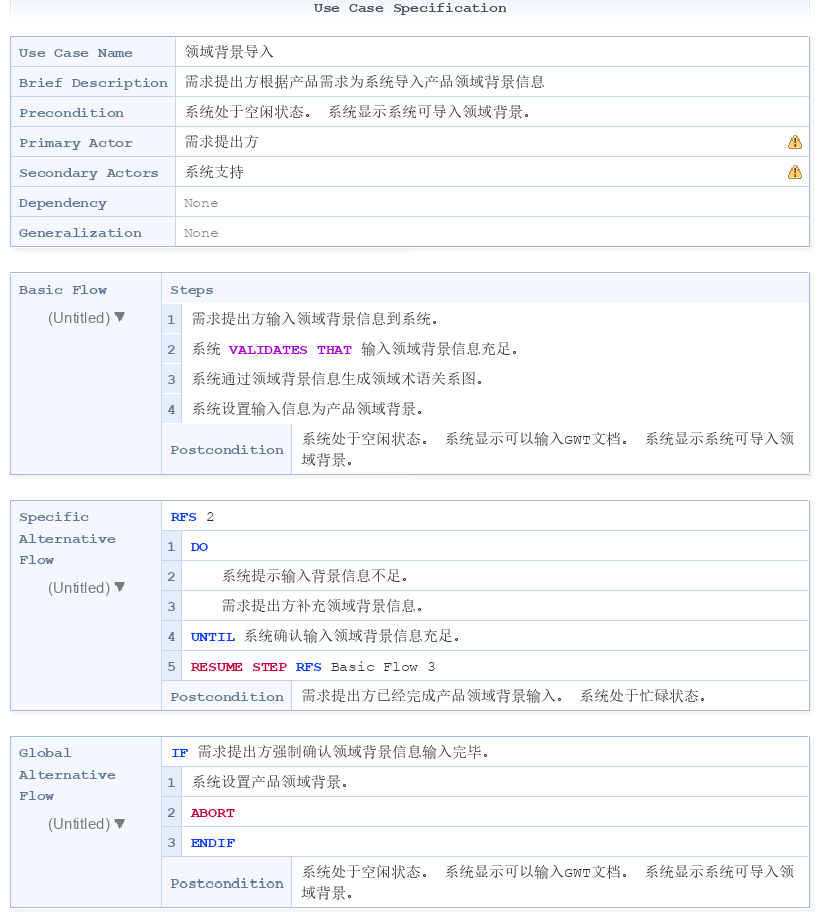 Use Case Specification
Use Case Name 领域背景导入
Brief Description 需求提出方根据产品需求为系统导入产品领域背景信息
Precondition 系统处于空闲状态。 系统显示系统可导入领域背景。
Primary Actor 需求提出方
Secondary Actors 系统支持
Dependency None
Generalization None
Basic Flow Steps
(Untitled) ▼
1 需求提出方输入领域背景信息到系统。
2 系统 VALIDATES THAT 输入领域背景信息充足。
3 系统通过领域背景信息生成领域术语关系图。
4 系统设置输入信息为产品领域背景。
Postcondition 系统处于空闲状态。 系统显示可以输入GWT文档。 系统显示系统可导入领
域背景。
Specific
Alternative
Flow
(Untitled) ▼
RFS 2
1 DO
2 系统提示输入背景信息不足。
3 需求提出方补充领域背景信息。
4 UNTIL 系统确认输入领域背景信息充足。
5 RESUME STEP RFS Basic Flow 3
Postcondition 需求提出方已经完成产品领域背景输入。 系统处于忙碌状态。
Global
Alternative
Flow
(Untitled) ▼
IF 需求提出方强制确认领域背景信息输入完毕。
1 系统设置产品领域背景。
2 ABORT
3 ENDIF
Postcondition 系统处于空闲状态。 系统显示可以输入GWT文档。 系统显示系统可导入领
域背景。